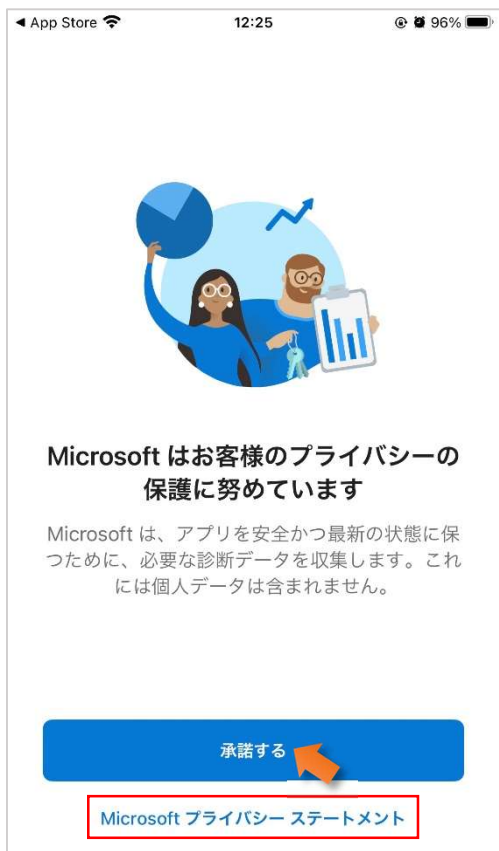 App Store 12:25 96%
Microsoft はお客様のプライバシーの
保護に努めています
Microsoft は、アプリを安全かつ最新の状態に保
つために、必要な診断データを収集します。これ
には個人データは含まれません。
承諾する
Microsoft プライバシー ステートメント